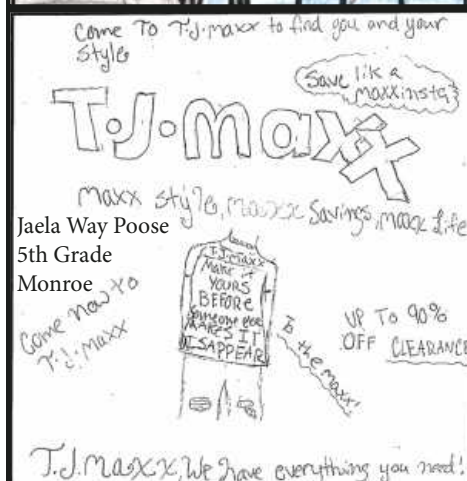 Come To T.J.maxx to find you and your
style
Save lik a
maxxinsta
T.J.Maxx
maxx style, maxx savings, maxx Life
Jaela Way Poose
5th Grade
Monroe
Come now to
T.J.maxx
T.J.Maxx
Make it
YOURS
BEFORE
Someone else
MAKES IT
DISAPPEAR
To the maxx!
UP To 90%
OFF CLEARANCE
T.J.Maxx, We have everything you need!